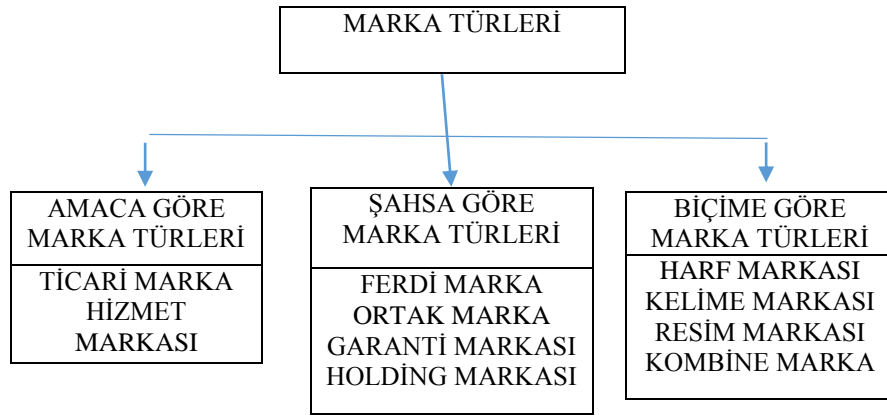 MARKA TÜRLERİ
AMACA GÖRE
MARKA TÜRLERİ
TİCARİ MARKA
HİZMET
MARKASI
ŞAHSA GÖRE
MARKA TÜRLERİ
FERDİ MARKA
ORTAK MARKA
GARANTİ MARKASI
HOLDİNG MARKASI
BİÇİME GÖRE
MARKA TÜRLERİ
HARF MARKASI
KELİME MARKASI
RESİM MARKASI
KOMBİNE MARKA